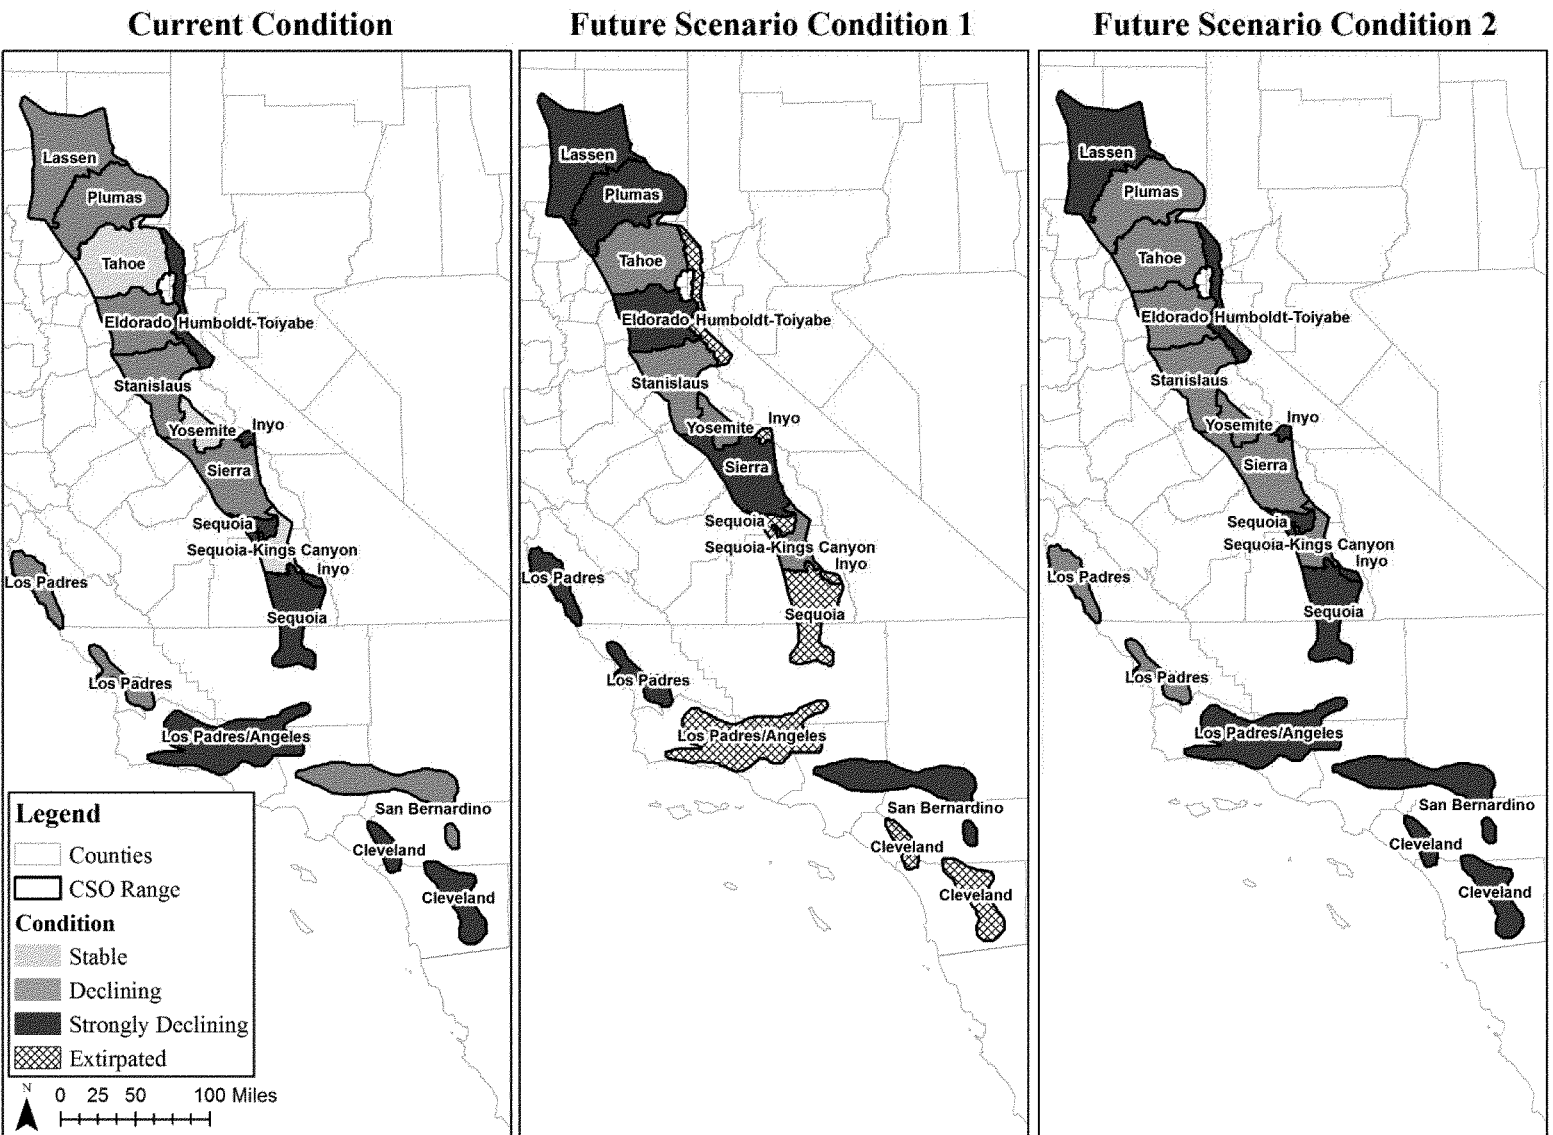 Current Condition
Lassen
Plumas
Tahoe
Eldorado Humboldt-Toiyabe
Stanislaus
Yosemite
Inyo
Sierra
Sequoia
Sequoia-Kings Canyon
Inyo
Los Padres
Sequoia
Los Padres
Los Padres/Angeles
San Bernardino
Cleveland
Cleveland
Legend
Counties
CSO Range
Condition
Stable
Declining
Strongly Declining
Extirpated
N
0 25 50 100 Miles
Future Scenario Condition 1
Lassen
Plumas
Tahoe
Eldorado Humboldt-Toiyabe
Stanislaus
Inyo
Yosemite
Sierra
Sequoia
Sequoia-Kings Canyon
Inyo
Los Padres
Sequoia
Los Padres
Los Padres/Angeles
San Bernardino
Cleveland
Cleveland
Future Scenario Condition 2
Lassen
Plumas
Tahoe
Eldorado Humboldt-Toiyabe
Stanislaus
Inyo
Yosemite
Sierra
Sequoia
Sequoia-Kings Canyon
Inyo
Los Padres
Sequoia
Los Padres
Los Padres/Angeles
San Bernardino
Cleveland
Cleveland